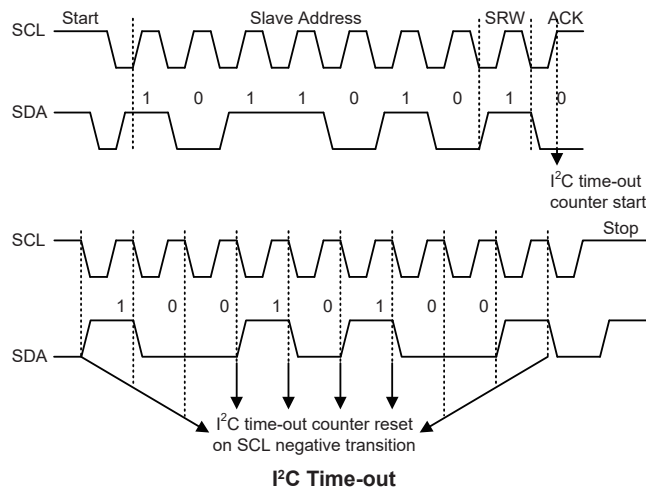 Start Slave Address SRW ACK
SCL
1 0 1 1 0 1 0 1 0
SDA
I²C time-out
counter start
Stop
SCL
1 0 0 1 0 1 0 0
SDA
I²C time-out counter reset
on SCL negative transition
I²C Time-out